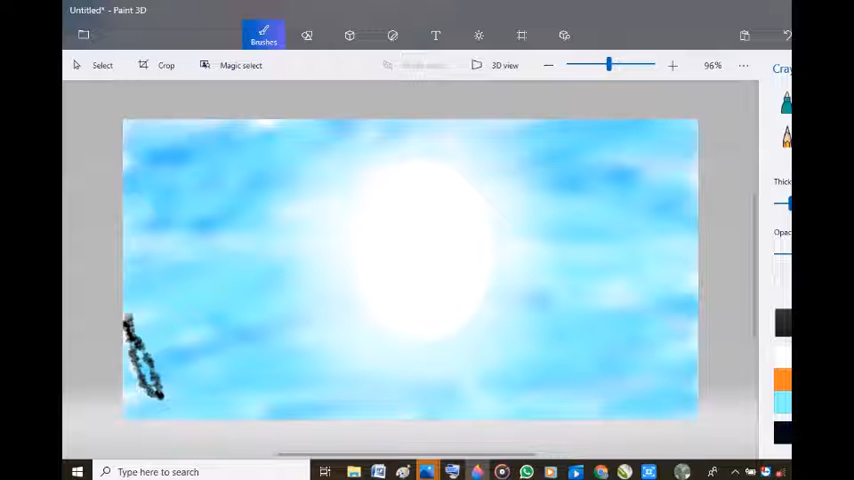 Untitled* - Paint 3D
Brushes
Select
Crop
Magic select
3D view
96%
Cray
Thick
Opac
Type here to search